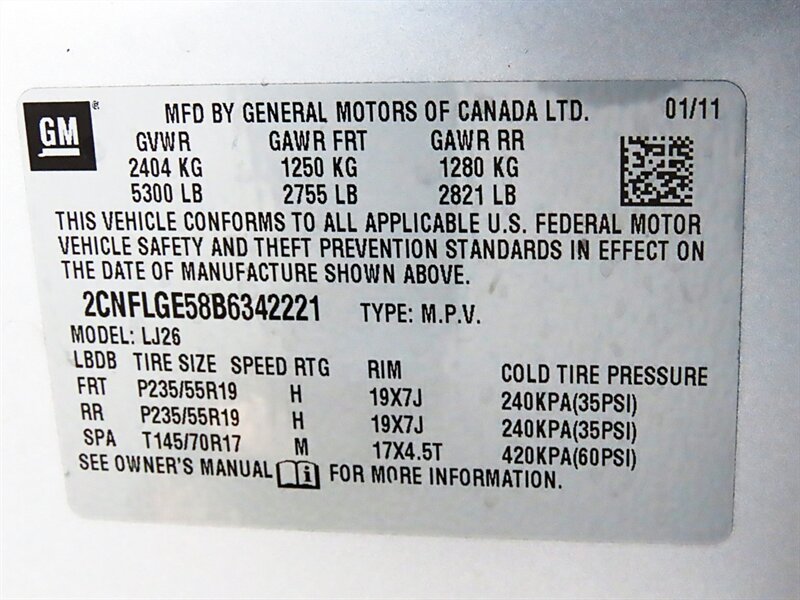 GM ® MFD BY GENERAL MOTORS OF CANADA LTD. 01/11
GVWR GAWR FRT GAWR RR
2404 KG 1250 KG 1280 KG
5300 LB 2755 LB 2821 LB
THIS VEHICLE CONFORMS TO ALL APPLICABLE U.S. FEDERAL MOTOR
VEHICLE SAFETY AND THEFT PREVENTION STANDARDS IN EFFECT ON
THE DATE OF MANUFACTURE SHOWN ABOVE.
2CNFLGE58B6342221 TYPE: M.P.V.
MODEL: LJ26
LBDB TIRE SIZE SPEED RTG RIM COLD TIRE PRESSURE
FRT P235/55R19 H 19X7J 240KPA(35PSI)
RR P235/55R19 H 19X7J 240KPA(35PSI)
SPA T145/70R17 M 17X4.5T 420KPA(60PSI)
SEE OWNER'S MANUAL i FOR MORE INFORMATION.